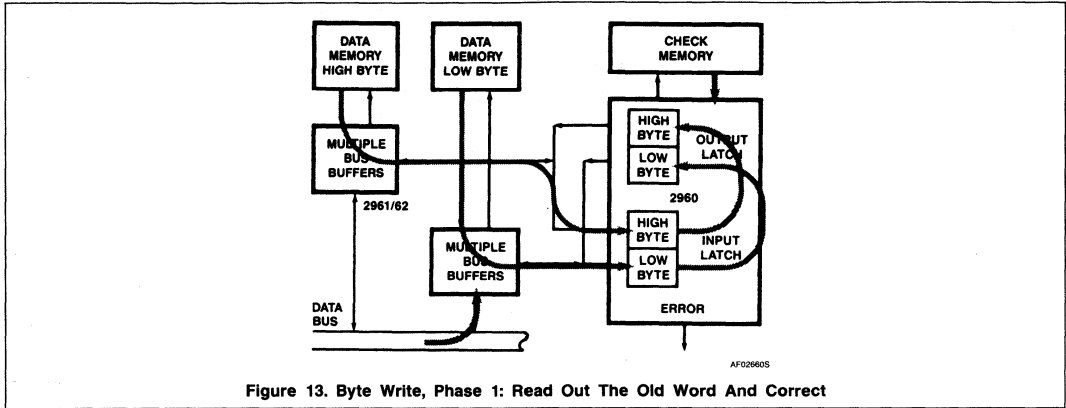 DATA
MEMORY
HIGH BYTE
DATA
MEMORY
LOW BYTE
CHECK
MEMORY
MULTIPLE
BUS
BUFFERS
2961/62
MULTIPLE
BUS
BUFFERS
HIGH
BYTE
LOW
BYTE
OUTPUT
LATCH
2960
HIGH
BYTE
LOW
BYTE
INPUT
LATCH
ERROR
DATA
BUS
AF02660S
Figure 13. Byte Write, Phase 1: Read Out The Old Word And Correct